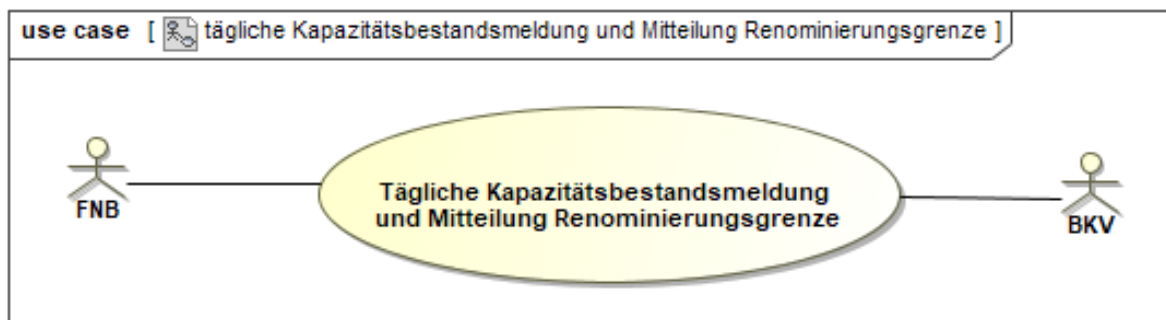 use case [ tägliche Kapazitätsbestandsmeldung und Mitteilung Renominierungsgrenze ]
Tägliche Kapazitätsbestandsmeldung
und Mitteilung Renominierungsgrenze
FNB
BKV